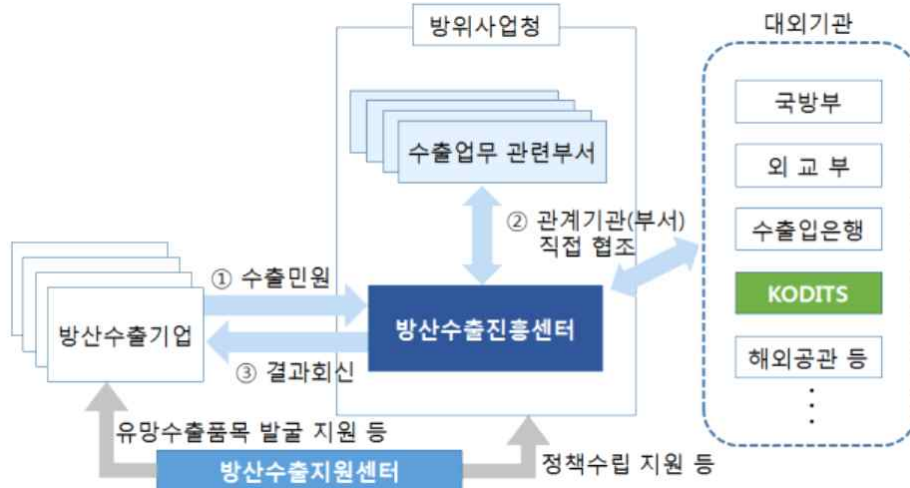 방위사업청
대외기관
수출업무 관련부서
국방부
외 교 부
수출입은행
KODITS
해외공관 등
② 관계기관(부서)
직접 협조
① 수출민원
방산수출기업
방산수출진흥센터
③ 결과회신
유망수출품목 발굴 지원 등
방산수출지원센터
정책수립 지원 등